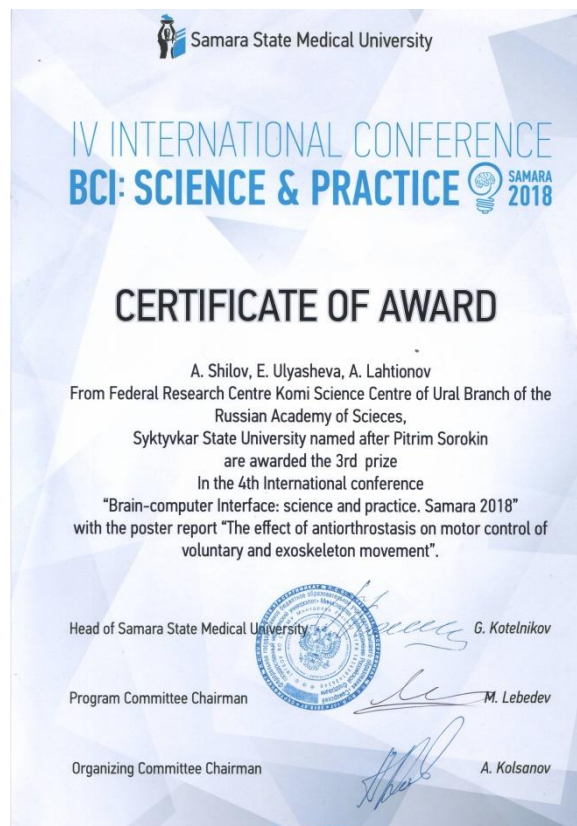 Samara State Medical University
IV INTERNATIONAL CONFERENCE
BCI: SCIENCE & PRACTICE
SAMARA
2018
CERTIFICATE OF AWARD
A. Shilov, E. Ulyasheva, A. Lahtionov
From Federal Research Centre Komi Science Centre of Ural Branch of the
Russian Academy of Scieces,
Syktyvkar State University named after Pitrim Sorokin
are awarded the 3rd prize
In the 4th International conference
“Brain-computer Interface: science and practice. Samara 2018”
with the poster report “The effect of antiorthrostasis on motor control of
voluntary and exoskeleton movement”.
Head of Samara State Medical University
G. Kotelnikov
Program Committee Chairman
M. Lebedev
Organizing Committee Chairman
A. Kolsanov